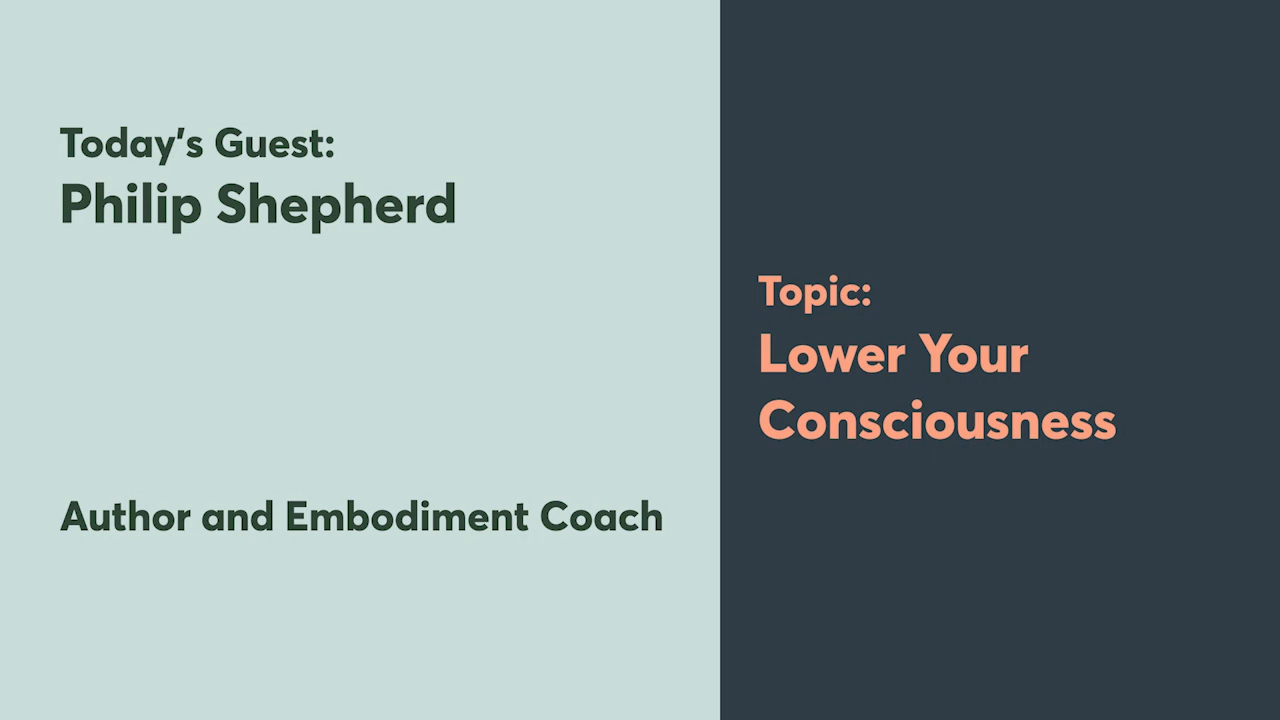 Today's Guest:
Philip Shepherd
Author and Embodiment Coach
Topic:
Lower Your
Consciousness